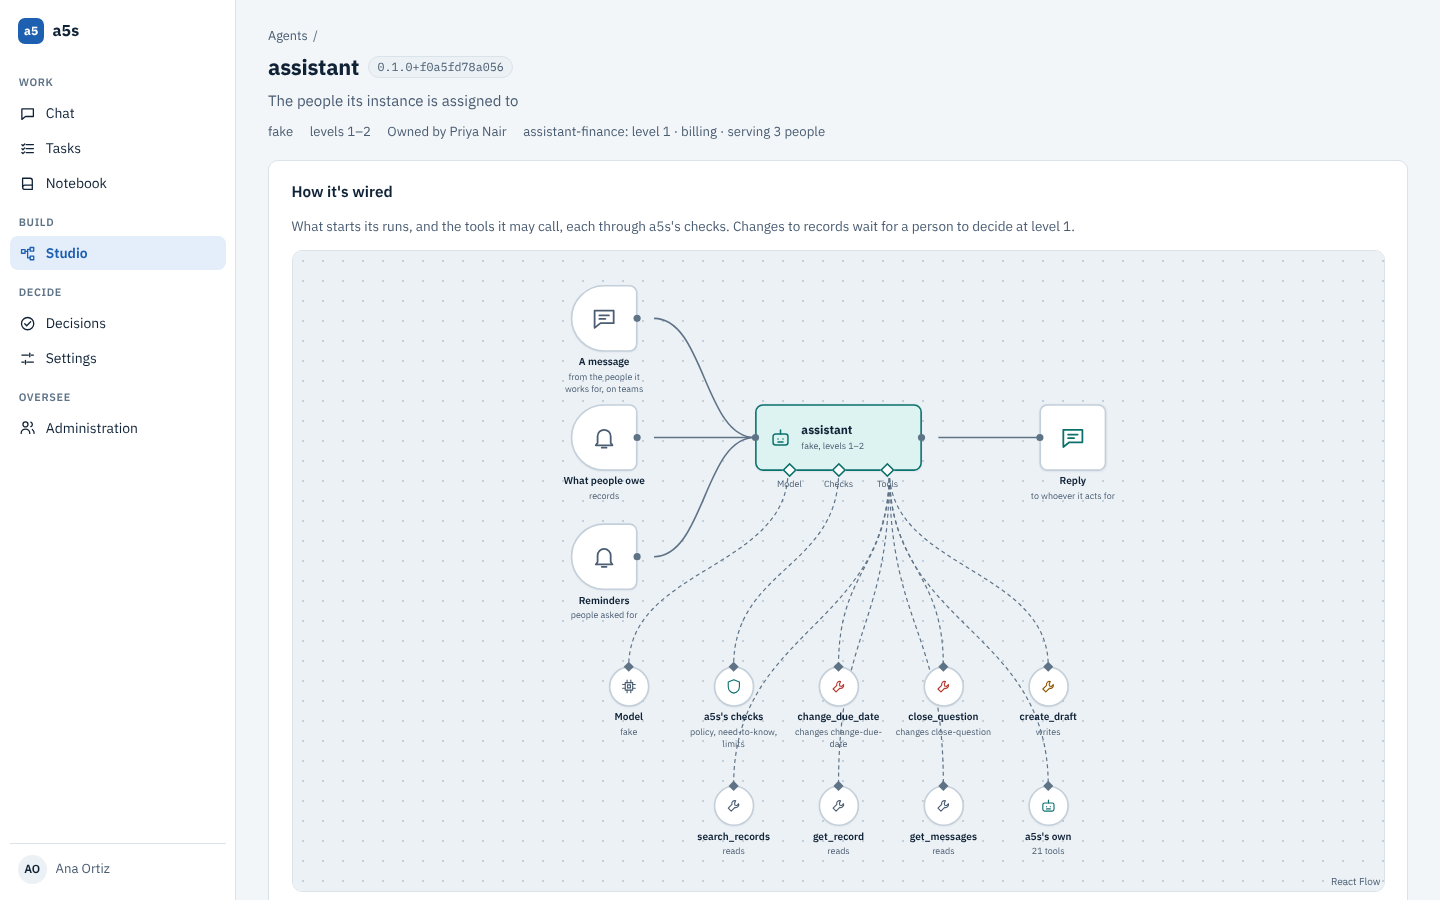 a5 a5s
WORK
Chat
Tasks
Notebook
BUILD
Studio
DECIDE
Decisions
Settings
OVERSEE
Administration
AO Ana Ortiz
Agents /
assistant 0.1.0+f0a5fd78a056
The people its instance is assigned to
fake levels 1–2 Owned by Priya Nair assistant-finance: level 1 · billing · serving 3 people
How it's wired
What starts its runs, and the tools it may call, each through a5s's checks. Changes to records wait for a person to decide at level 1.
A message
from the people it
works for, on teams
What people owe
records
Reminders
people asked for
assistant
fake, levels 1–2
Model Checks Tools
Reply
to whoever it acts for
Model
fake
a5s's checks
policy, need-to-know,
limits
change_due_date
changes change-due-
date
close_question
changes close-question
create_draft
writes
search_records
reads
get_record
reads
get_messages
reads
a5s's own
21 tools
React Flow